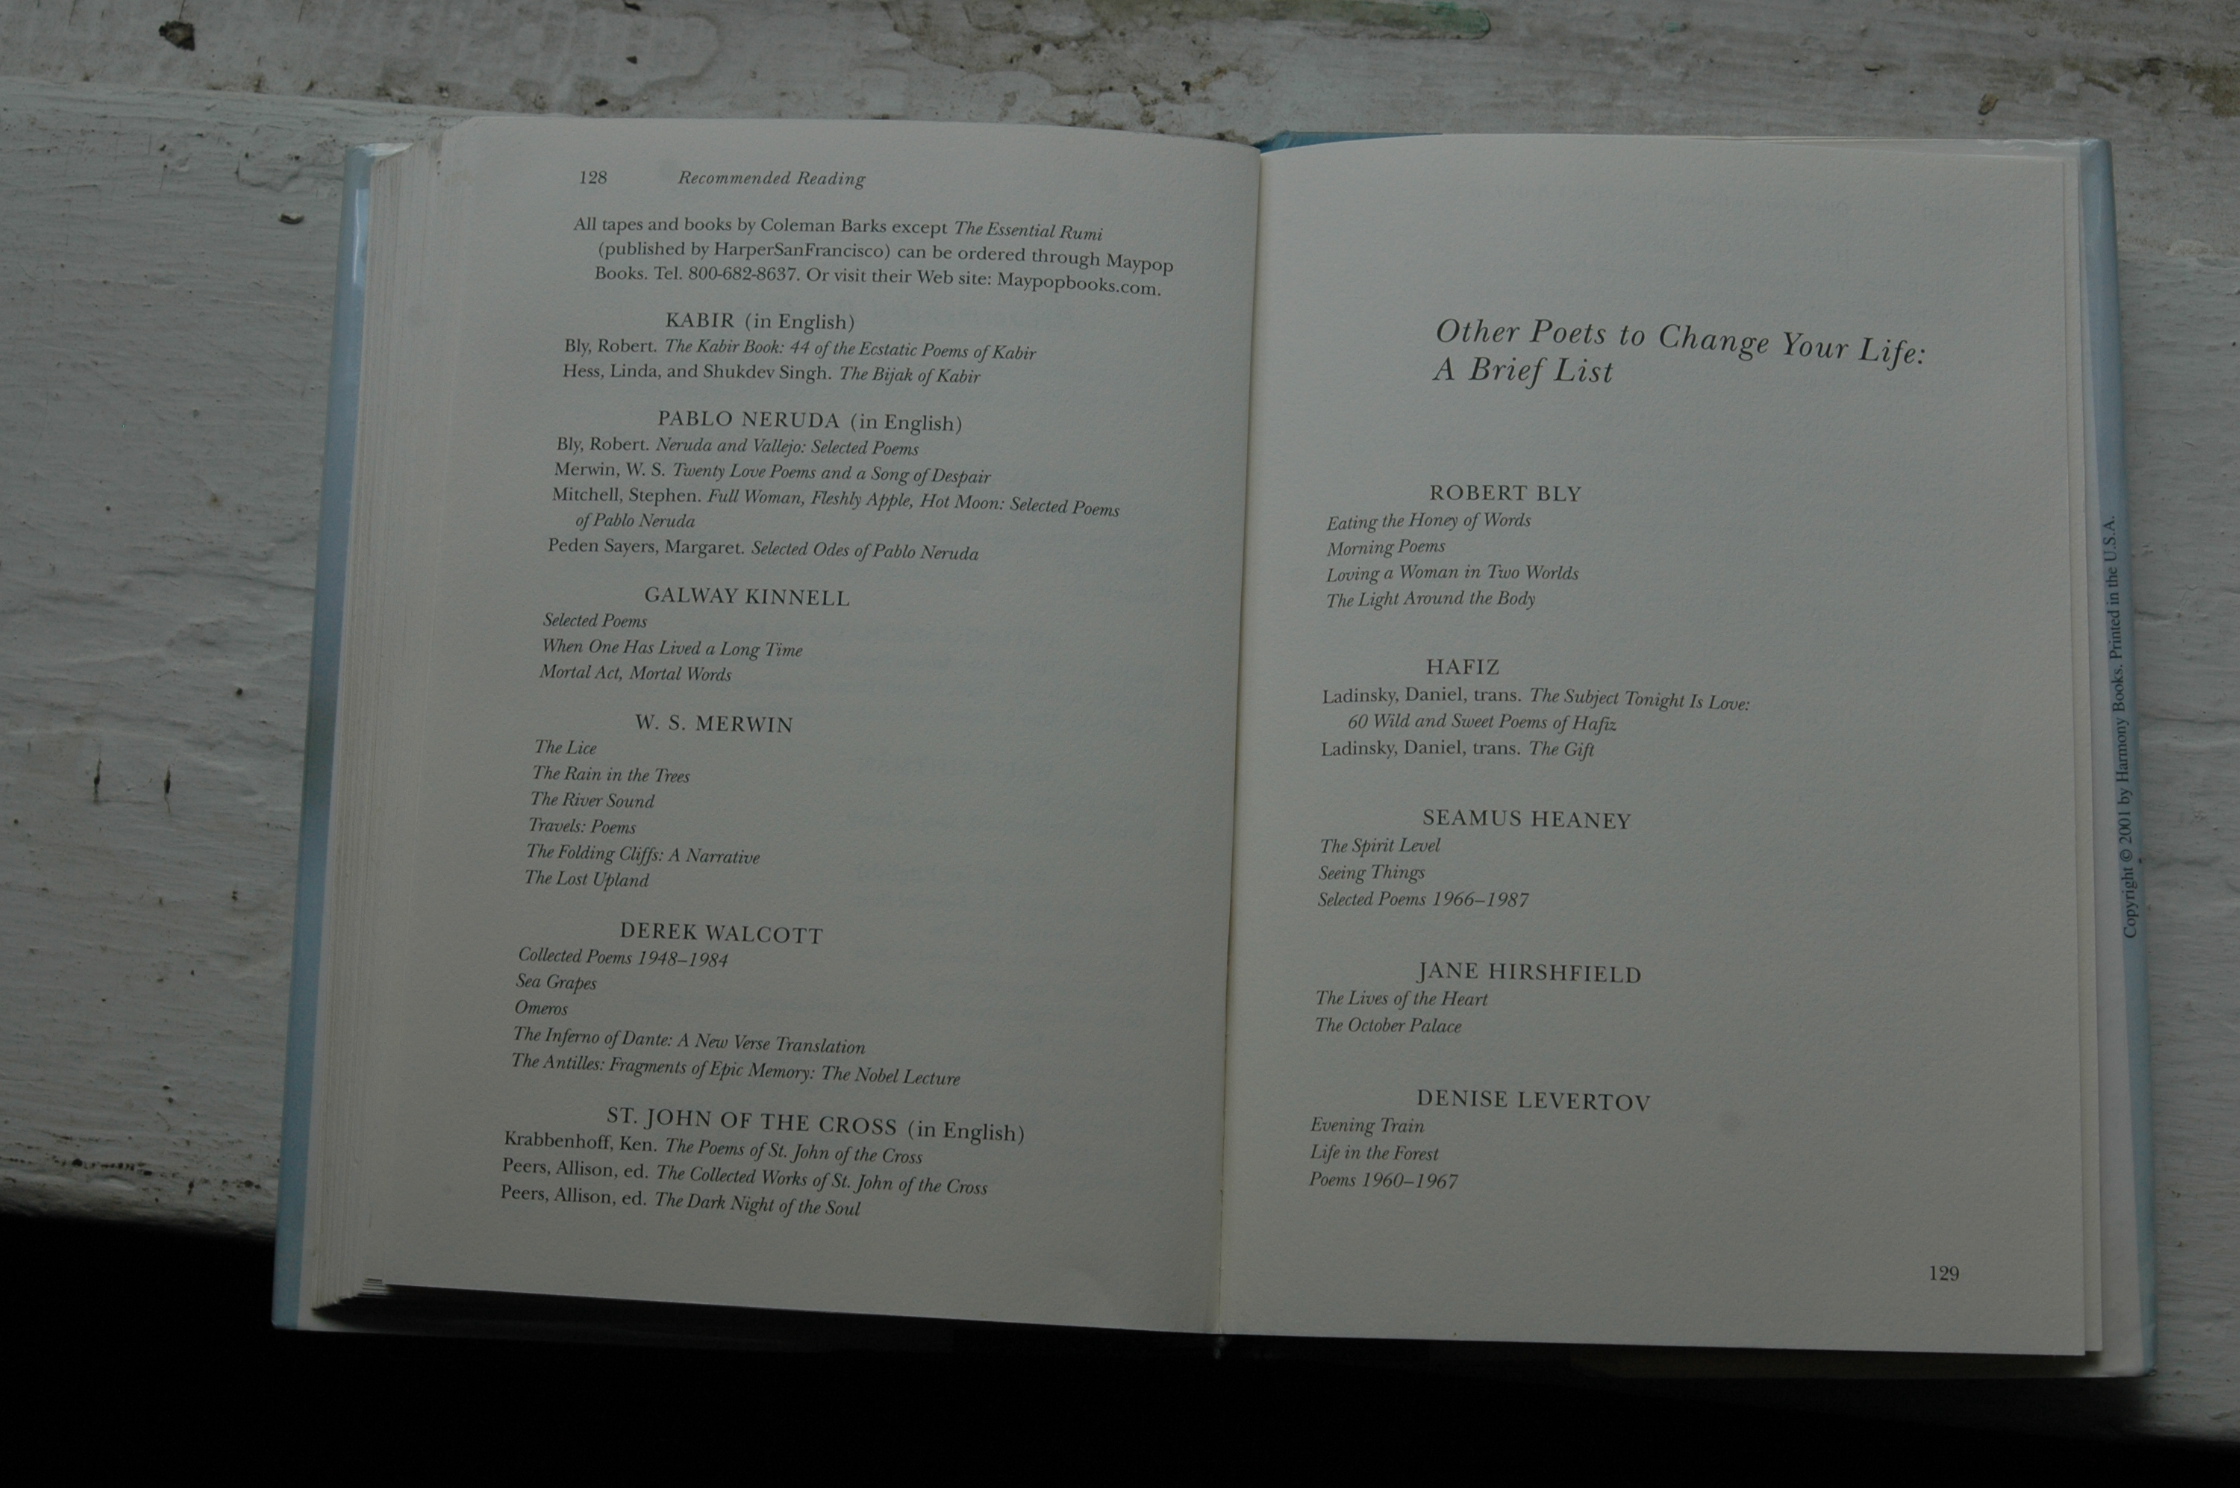 128 Recommended Reading
All tapes and books by Coleman Barks except The Essential Rumi
(published by HarperSanFrancisco) can be ordered through Maypop
Books. Tel. 800-682-8637. Or visit their Web site: Maypopbooks.com.
KABIR (in English)
Bly, Robert. The Kabir Book: 44 of the Ecstatic Poems of Kabir
Hess, Linda, and Shukdev Singh. The Bijak of Kabir
PABLO NERUDA (in English)
Bly, Robert. Neruda and Vallejo: Selected Poems
Merwin, W. S. Twenty Love Poems and a Song of Despair
Mitchell, Stephen. Full Woman, Fleshly Apple, Hot Moon: Selected Poems
of Pablo Neruda
Peden Sayers, Margaret. Selected Odes of Pablo Neruda
GALWAY KINNELL
Selected Poems
When One Has Lived a Long Time
Mortal Act, Mortal Words
W. S. MERWIN
The Lice
The Rain in the Trees
The River Sound
Travels: Poems
The Folding Cliffs: A Narrative
The Lost Upland
DEREK WALCOTT
Collected Poems 1948–1984
Sea Grapes
Omeros
The Inferno of Dante: A New Verse Translation
The Antilles: Fragments of Epic Memory: The Nobel Lecture
ST. JOHN OF THE CROSS (in English)
Krabbenhoff, Ken. The Poems of St. John of the Cross
Peers, Allison, ed. The Collected Works of St. John of the Cross
Peers, Allison, ed. The Dark Night of the Soul
Other Poets to Change Your Life:
A Brief List
ROBERT BLY
Eating the Honey of Words
Morning Poems
Loving a Woman in Two Worlds
The Light Around the Body
HAFIZ
Ladinsky, Daniel, trans. The Subject Tonight Is Love:
60 Wild and Sweet Poems of Hafiz
Ladinsky, Daniel, trans. The Gift
SEAMUS HEANEY
The Spirit Level
Seeing Things
Selected Poems 1966–1987
JANE HIRSHFIELD
The Lives of the Heart
The October Palace
DENISE LEVERTOV
Evening Train
Life in the Forest
Poems 1960–1967
129
Copyright © 2001 by Harmony Books. Printed in the U.S.A.